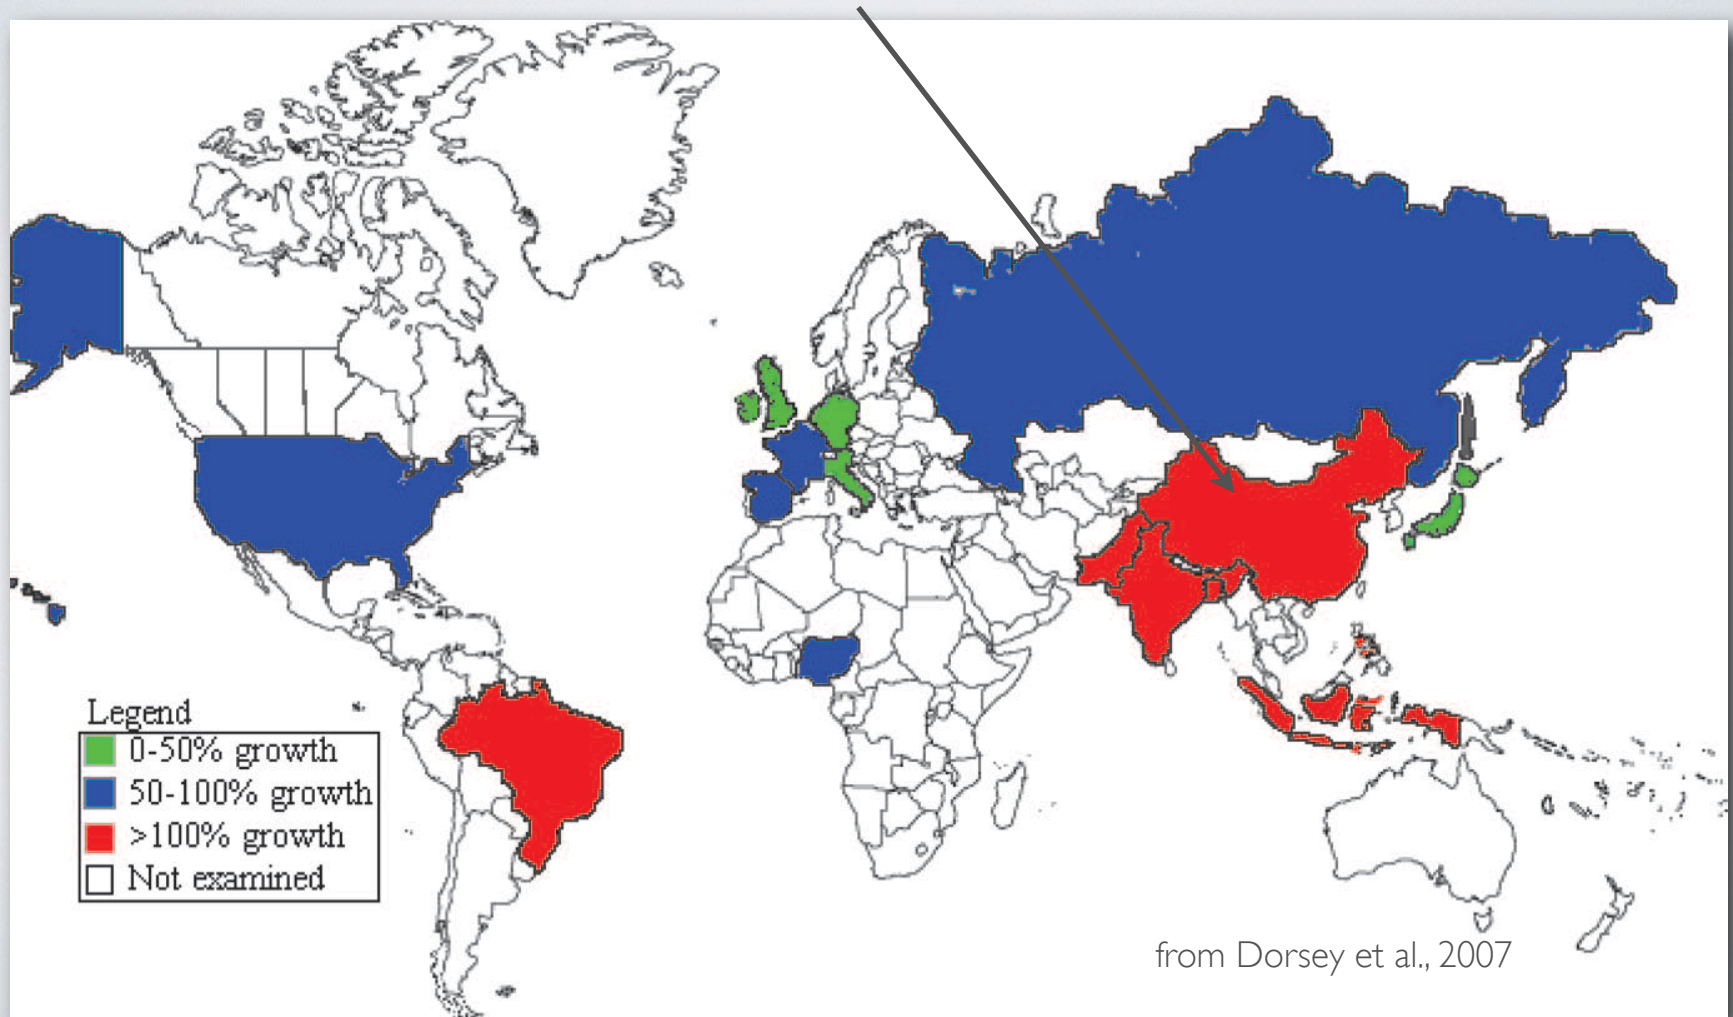 Legend
0-50% growth
50-100% growth
>100% growth
Not examined
from Dorsey et al., 2007